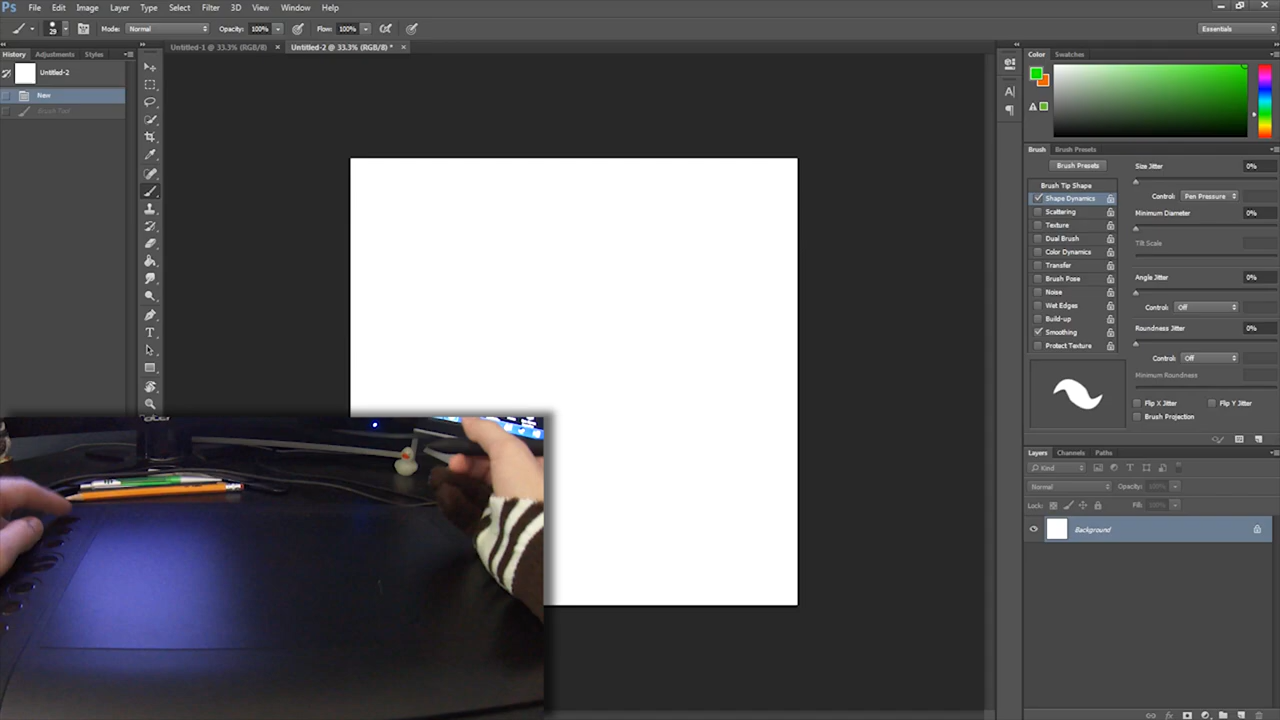 Ps File Edit Image Layer Type Select Filter 3D View Window Help
29 Mode: Normal Opacity: 100% Flow: 100% Essentials
Untitled-1 @ 33.3% (RGB/8) × Untitled-2 @ 33.3% (RGB/8) * ×
History Adjustments Styles
Untitled-2
New
Brush Tool
Color Swatches
Brush Brush Presets
Brush Presets
Brush Tip Shape
Shape Dynamics
Scattering
Texture
Dual Brush
Color Dynamics
Transfer
Brush Pose
Noise
Wet Edges
Build-up
Smoothing
Protect Texture
Size Jitter 0%
Control: Pen Pressure
Minimum Diameter 0%
Tilt Scale
Angle Jitter 0%
Control: Off
Roundness Jitter 0%
Control: Off
Minimum Roundness
Flip X Jitter Flip Y Jitter
Brush Projection
Layers Channels Paths
Kind
Normal Opacity: 100%
Lock: Fill: 100%
Background